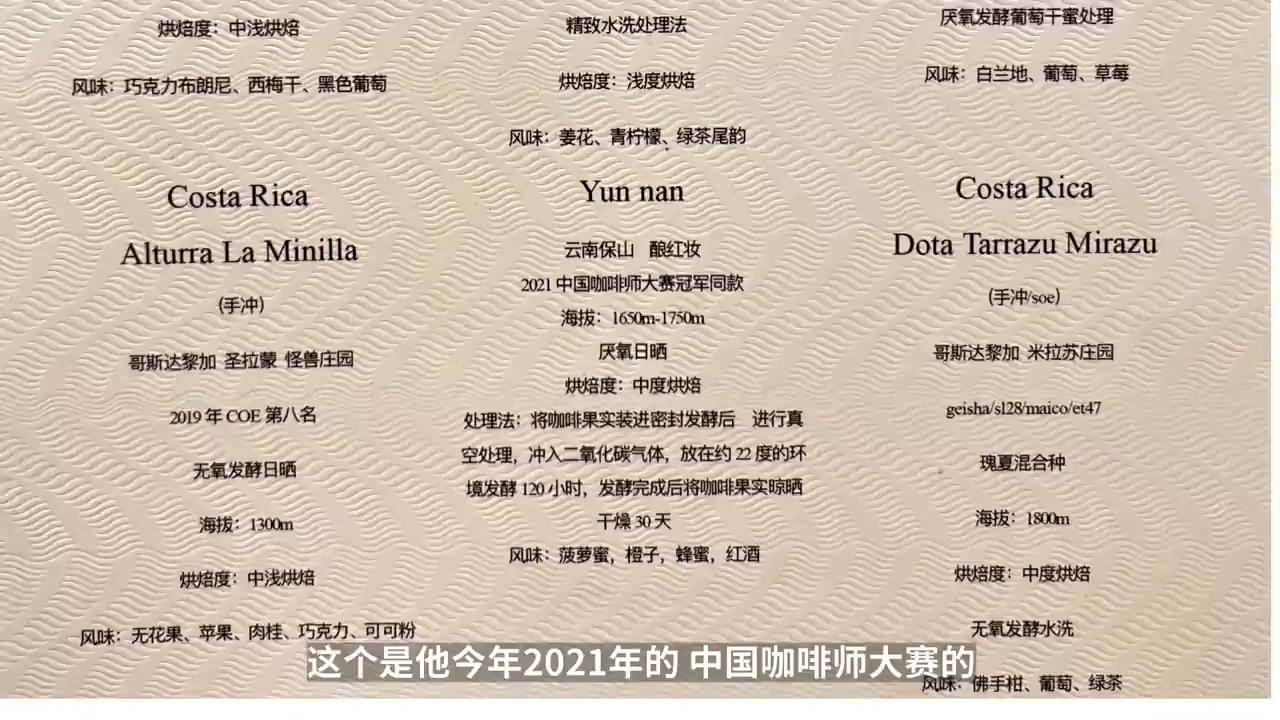 烘焙度：中浅烘焙
风味：巧克力布朗尼、西梅干、黑色葡萄
Costa Rica
Alturra La Minilla
（手冲）
哥斯达黎加 圣拉蒙 怪兽庄园
2019 年 COE 第八名
无氧发酵日晒
海拔：1300m
烘焙度：中浅烘焙
风味：无花果、苹果、肉桂、巧克力、可可粉
精致水洗处理法
烘焙度：浅度烘焙
风味：姜花、青柠檬、绿茶尾韵
Yun nan
云南保山 酿红妆
2021 中国咖啡师大赛冠军同款
海拔：1650m-1750m
厌氧日晒
烘焙度：中度烘焙
处理法：将咖啡果实装进密封发酵后 进行真
空处理，冲入二氧化碳气体，放在约 22 度的环
境发酵 120 小时，发酵完成后将咖啡果实晾晒
干燥 30 天
风味：菠萝蜜，橙子，蜂蜜，红酒
厌氧发酵葡萄干蜜处理
风味：白兰地、葡萄、草莓
Costa Rica
Dota Tarrazu Mirazu
（手冲/soe）
哥斯达黎加 米拉苏庄园
geisha/sl28/maico/et47
瑰夏混合种
海拔：1800m
烘焙度：中度烘焙
无氧发酵水洗
风味：佛手柑、葡萄、绿茶
这个是他今年2021年的 中国咖啡师大赛的